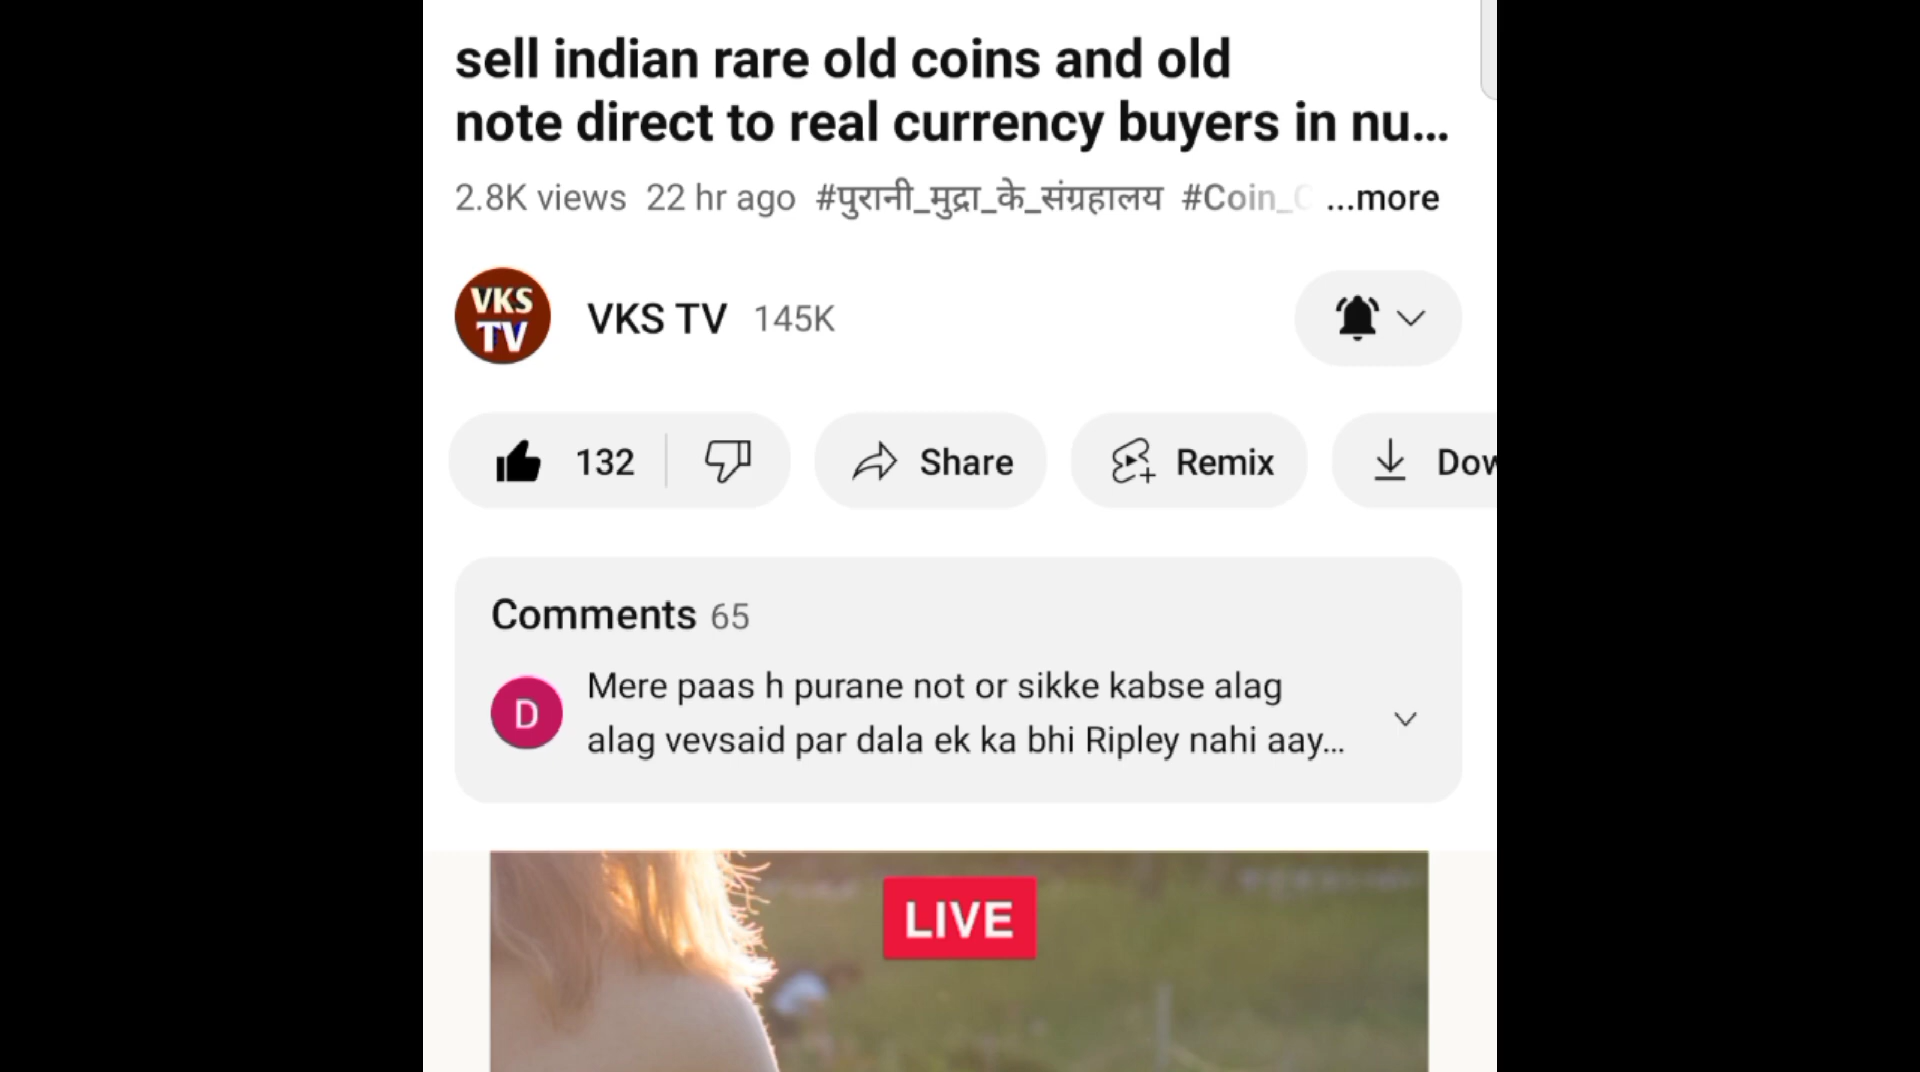 sell indian rare old coins and old
note direct to real currency buyers in nu...
2.8K views 22 hr ago #पुरानी_मुद्रा_के_संग्रहालय #Coin_C ...more
VKS
TV
VKS TV 145K
132 Share Remix Dow
Comments 65
D
Mere paas h purane not or sikke kabse alag
alag vevsaid par dala ek ka bhi Ripley nahi aay...
LIVE